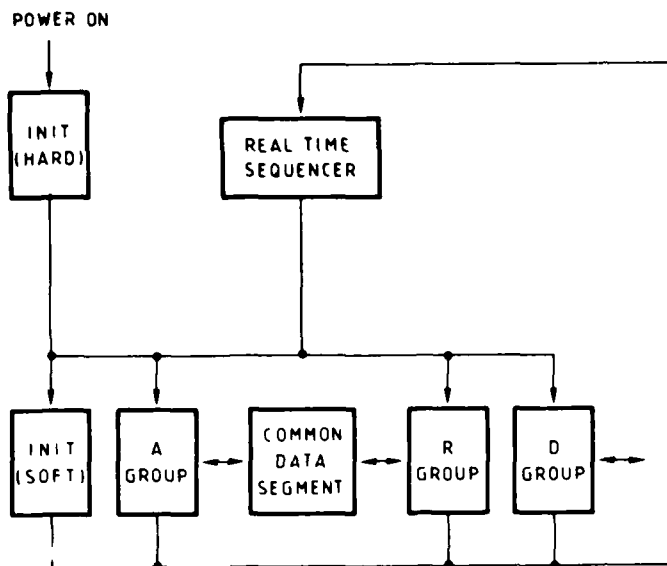 POWER ON
INIT
(HARD)
REAL TIME
SEQUENCER
INIT
(SOFT)
A
GROUP
COMMON
DATA
SEGMENT
R
GROUP
D
GROUP